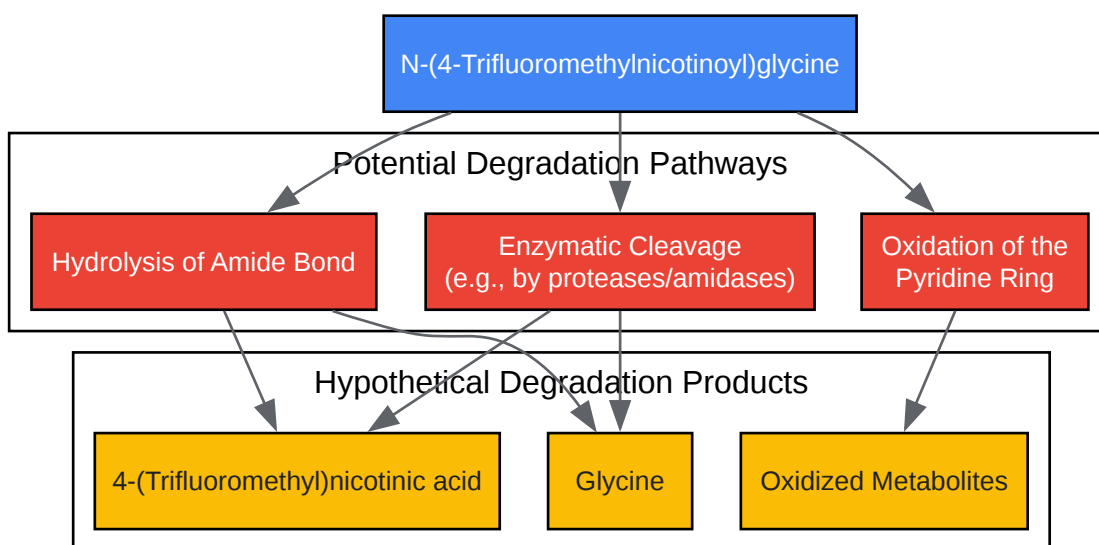 N-(4-Trifluoromethylnicotinoyl)glycine
Potential Degradation Pathways
Hydrolysis of Amide Bond
Enzymatic Cleavage
(e.g., by proteases/amidases)
Oxidation of the
Pyridine Ring
Hypothetical Degradation Products
4-(Trifluoromethyl)nicotinic acid
Glycine
Oxidized Metabolites